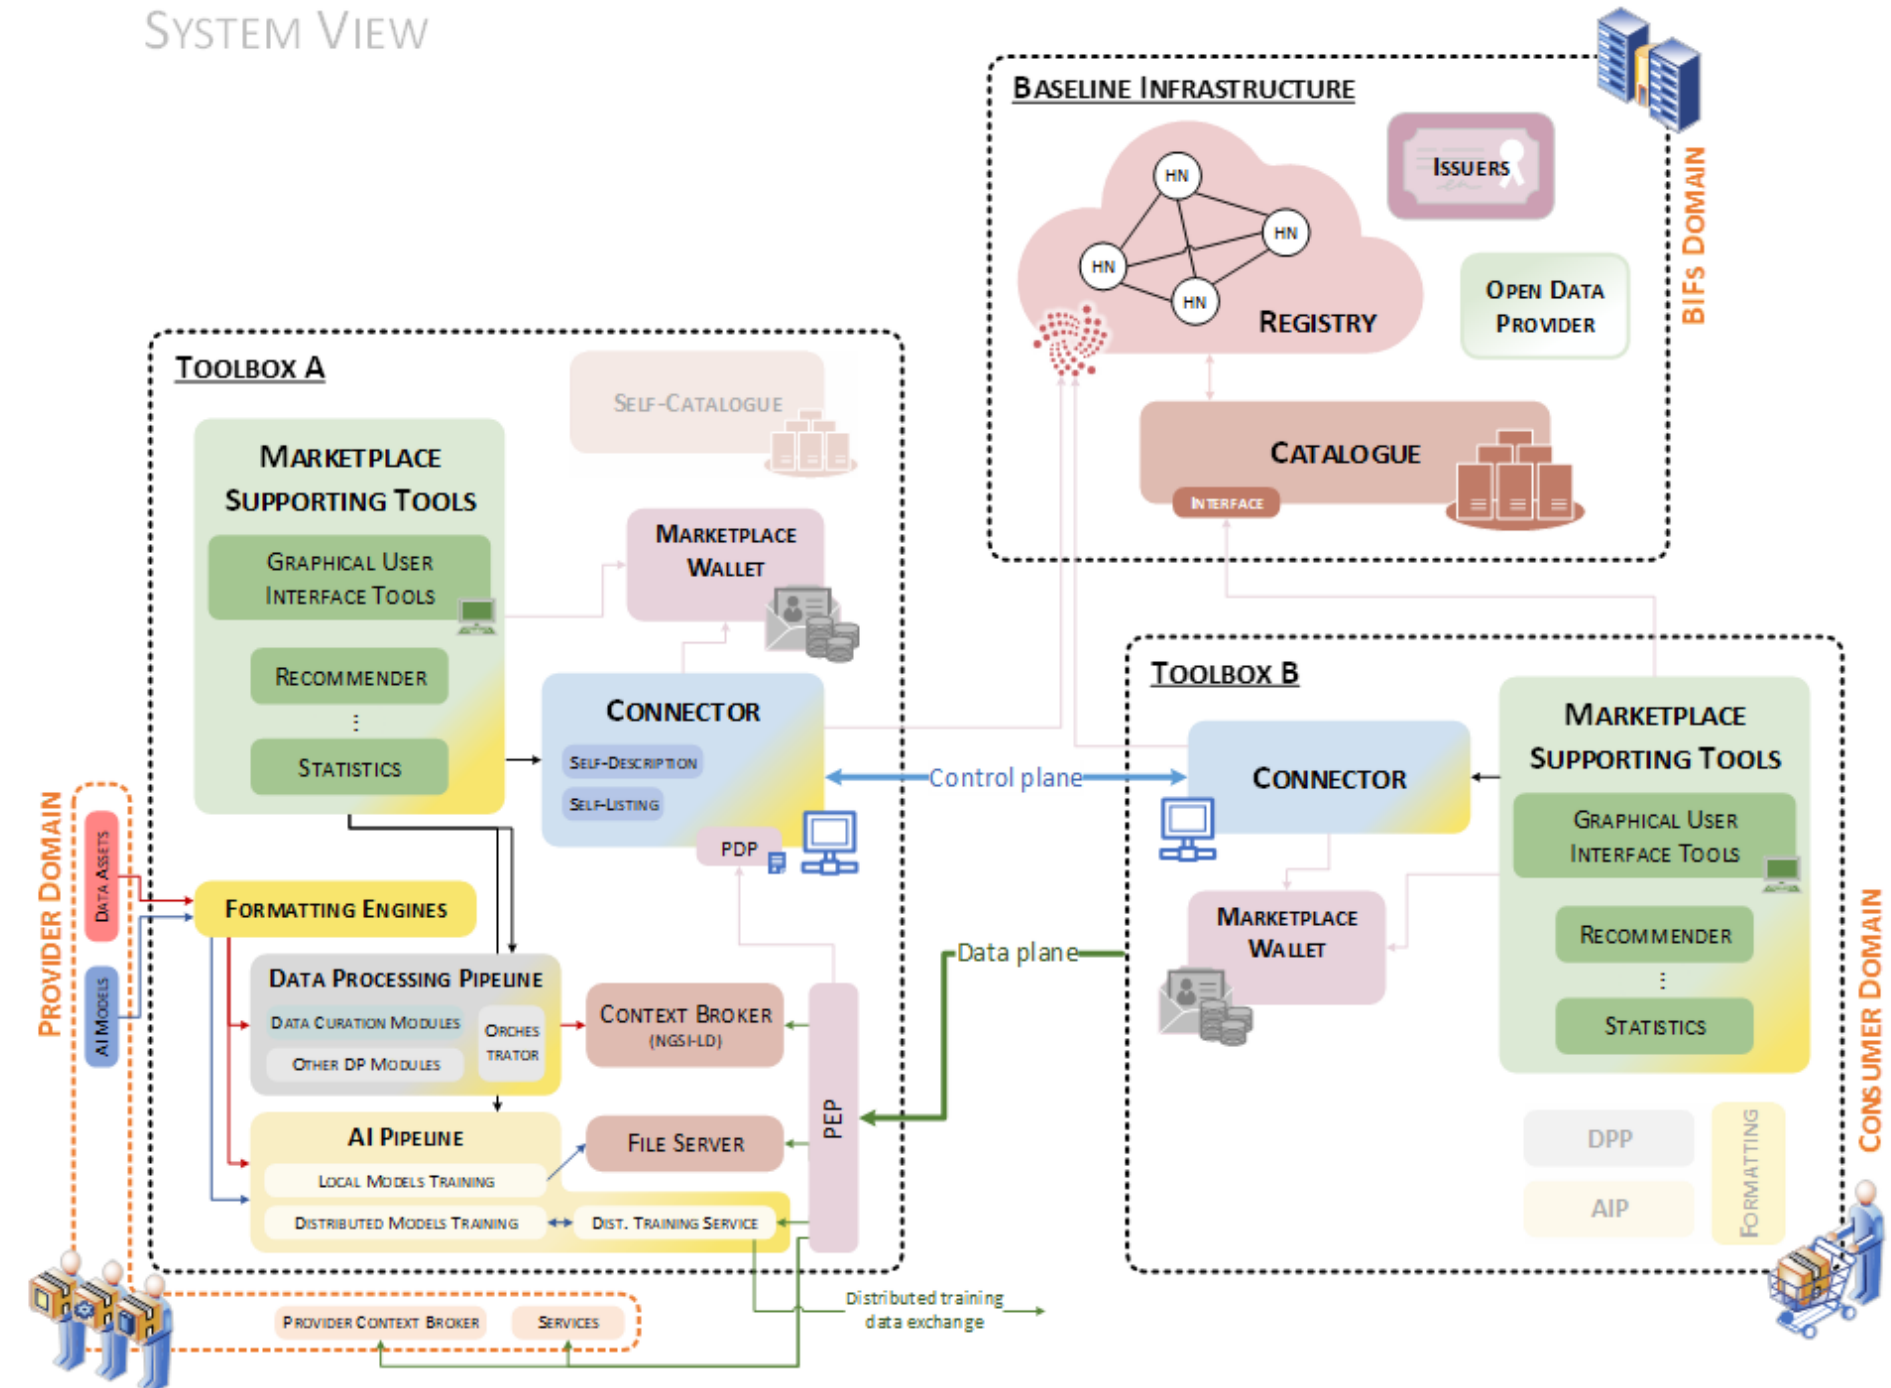 SYSTEM VIEW
BASELINE INFRASTRUCTURE
HN
HN
HN
HN
REGISTRY
ISSUERS
OPEN DATA
PROVIDER
BIFS DOMAIN
CATALOGUE
INTERFACE
TOOLBOX A
SELF-CATALOGUE
MARKETPLACE
SUPPORTING TOOLS
GRAPHICAL USER
INTERFACE TOOLS
RECOMMENDER
⋮
STATISTICS
MARKETPLACE
WALLET
CONNECTOR
SELF-DESCRIPTION
SELF-LISTING
PDP
Control plane
Data plane
PROVIDER DOMAIN
DATA ASSETS
AI MODELS
FORMATTING ENGINES
DATA PROCESSING PIPELINE
DATA CURATION MODULES
OTHER DP MODULES
ORCHES
TRATOR
CONTEXT BROKER
(NGSI-LD)
AI PIPELINE
LOCAL MODELS TRAINING
DISTRIBUTED MODELS TRAINING
DIST. TRAINING SERVICE
FILE SERVER
PEP
PROVIDER CONTEXT BROKER
SERVICES
Distributed training
data exchange
TOOLBOX B
CONNECTOR
MARKETPLACE
WALLET
MARKETPLACE
SUPPORTING TOOLS
GRAPHICAL USER
INTERFACE TOOLS
RECOMMENDER
⋮
STATISTICS
DPP
AIP
FORMATTING
CONSUMER DOMAIN